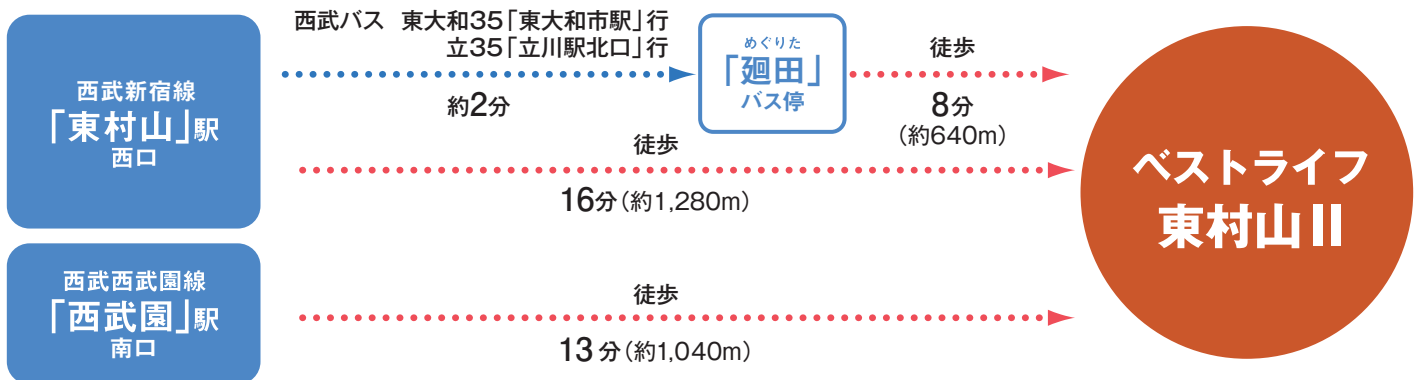 西武新宿線
「東村山」駅
西口
西武バス 東大和35「東大和市駅」行
立35「立川駅北口」行
約2分
めぐりた
「廻田」
バス停
徒歩
8分
(約640m)
徒歩
16分(約1,280m)
西武西武園線
「西武園」駅
南口
徒歩
13分(約1,040m)
ベストライフ
東村山II